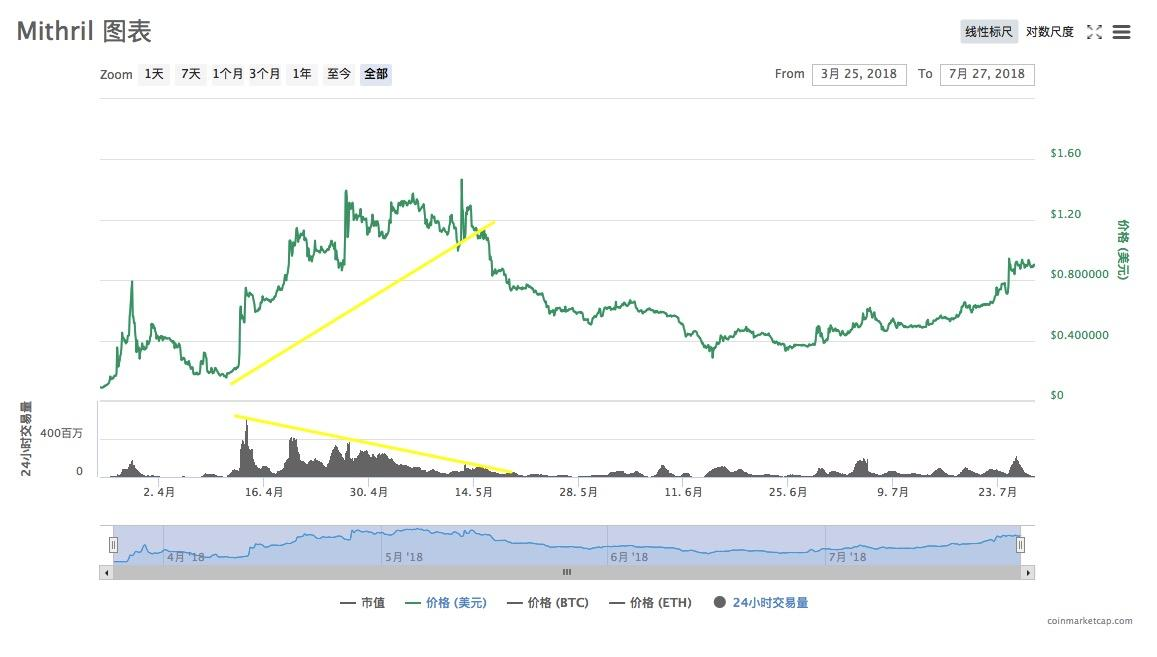 Mithril 图表
线性标尺 对数尺度
Zoom 1天 7天 1个月 3个月 1年 至今 全部 From 3月 25, 2018 To 7月 27, 2018
$1.60
$1.20
$0.800000
$0.400000
$0
价格 (美元)
24小时交易量
400百万
0
2. 4月 16. 4月 30. 4月 14. 5月 28. 5月 11. 6月 25. 6月 9. 7月 23. 7月
4月 '18 5月 '18 6月 '18 7月 '18
市值 价格 (美元) 价格 (BTC) 价格 (ETH) 24小时交易量
coinmarketcap.com